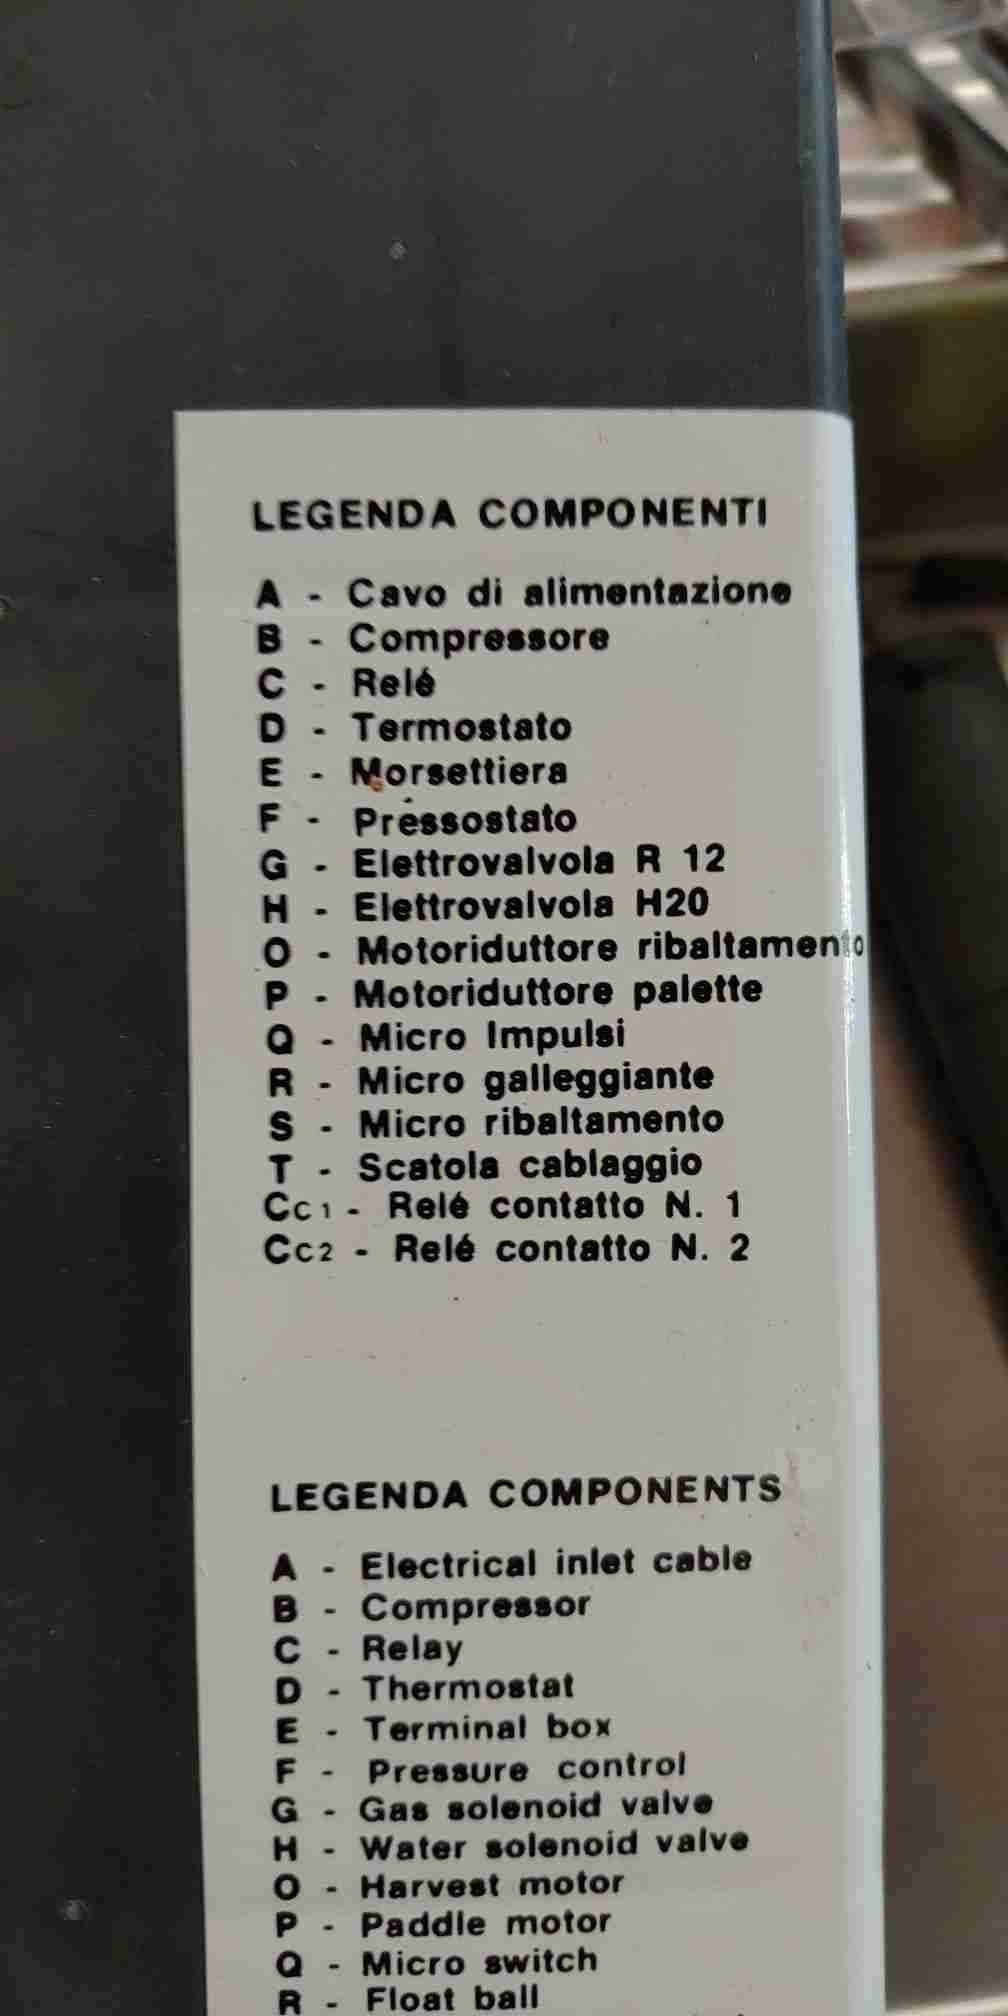 LEGENDA COMPONENTI
A - Cavo di alimentazione
B - Compressore
C - Relé
D - Termostato
E - Morsettiera
F - Pressostato
G - Elettrovalvola R 12
H - Elettrovalvola H20
O - Motoriduttore ribaltamento
P - Motoriduttore palette
Q - Micro Impulsi
R - Micro galleggiante
S - Micro ribaltamento
T - Scatola cablaggio
Cc1 - Relé contatto N. 1
Cc2 - Relé contatto N. 2
LEGENDA COMPONENTS
A - Electrical inlet cable
B - Compressor
C - Relay
D - Thermostat
E - Terminal box
F - Pressure control
G - Gas solenoid valve
H - Water solenoid valve
O - Harvest motor
P - Paddle motor
Q - Micro switch
R - Float ball